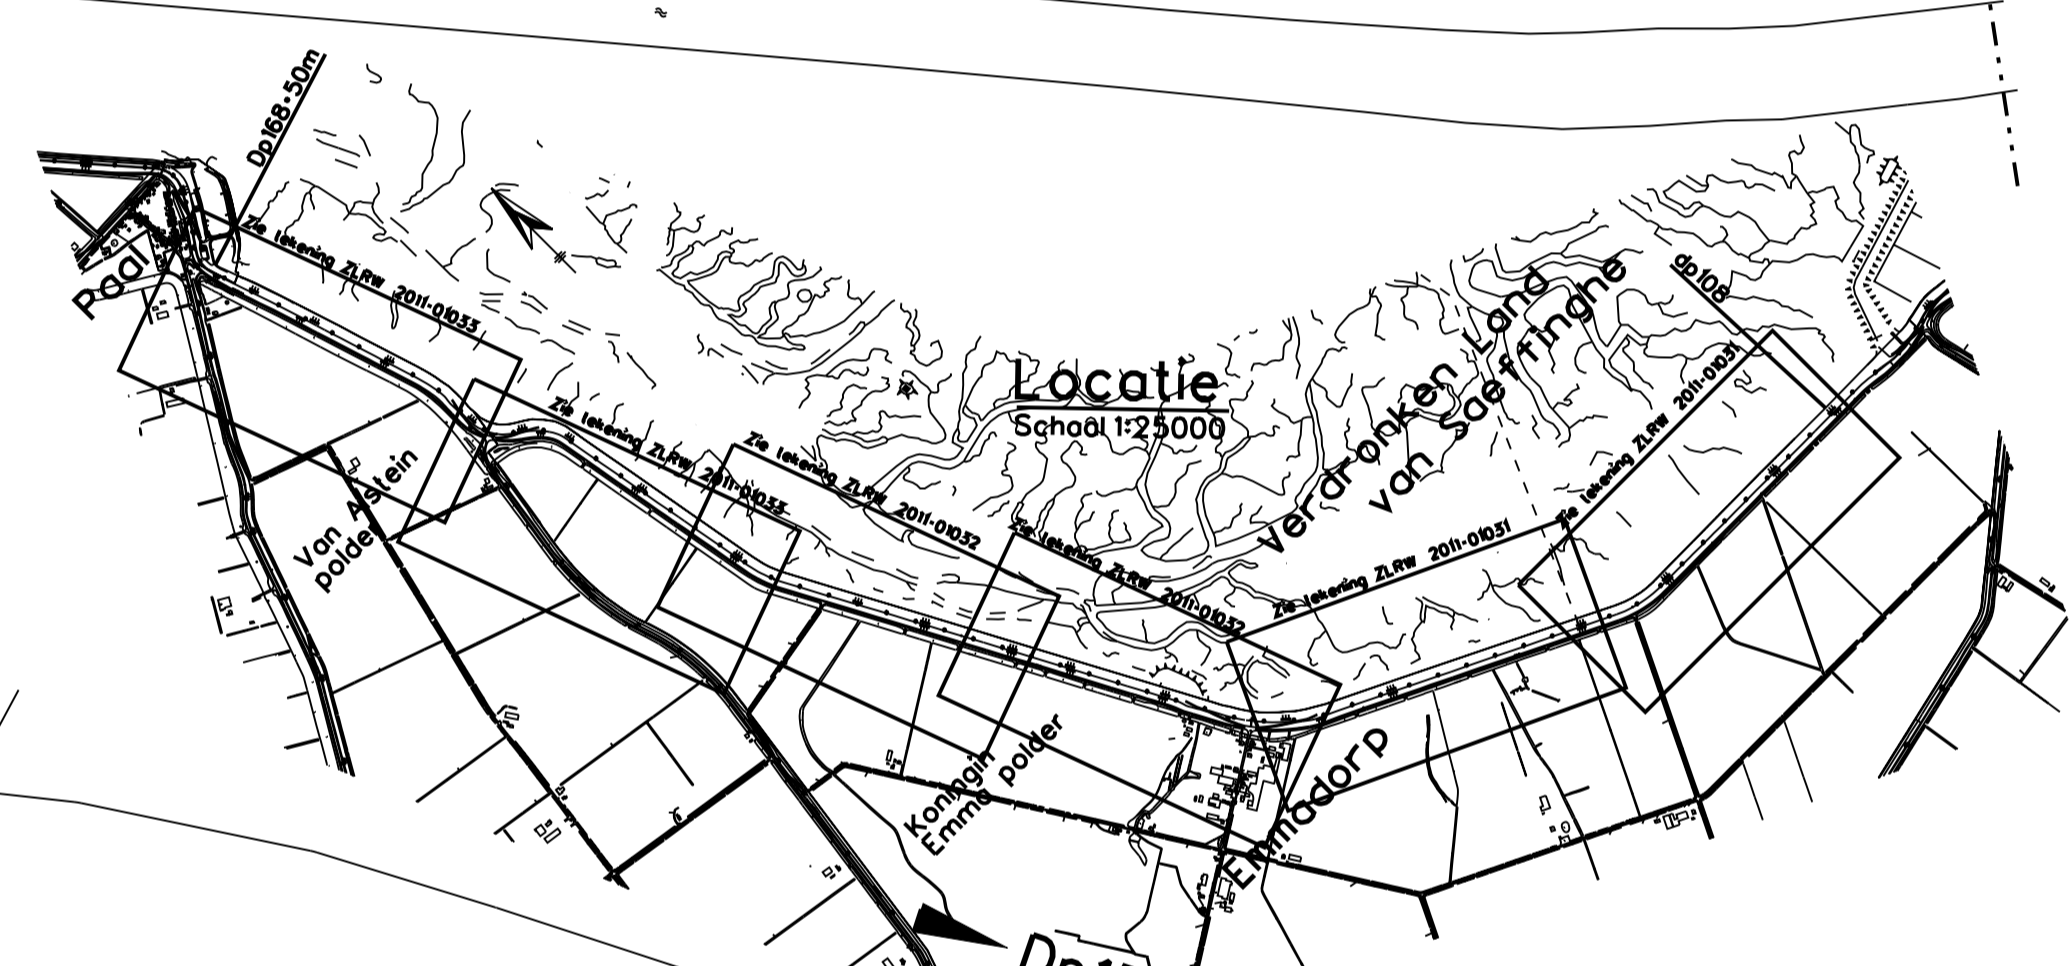 Dp168+50m
Paal
Zie tekening ZLRW 2011-01033
Zie tekening ZLRW 2011-01033
Zie tekening ZLRW 2011-01032
Zie tekening ZLRW 2011-01032
Zie tekening ZLRW 2011-01031
Zie tekening ZLRW 2011-01031
Locatie
Schaal 1:25000
Verdronken Land
van Saeftinghe
dp108
Van Alstein
polder
Koningin
Emma polder
Emmadorp